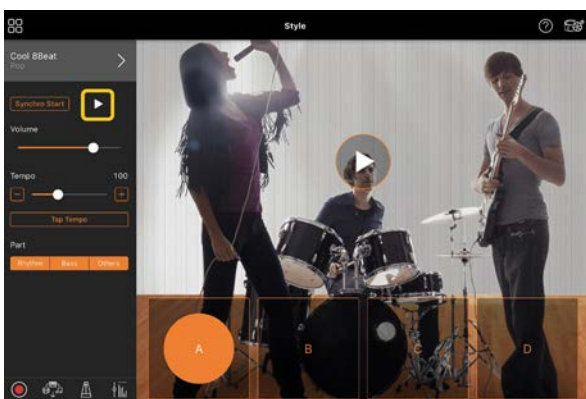 Style
?
Cool 8Beat
Pop
Synchro Start
Volume
Tempo 100
Tap Tempo
Part
Rhythm Bass Others
A B C D